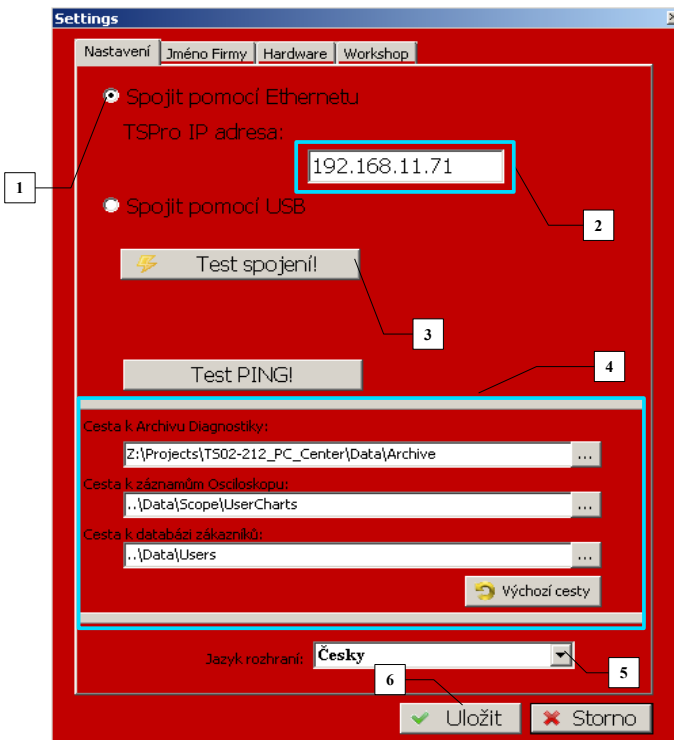 Settings
Nastavení Jméno Firmy Hardware Workshop
Spojit pomocí Ethernetu
TSPro IP adresa:
192.168.11.71
1
2
Spojit pomocí USB
Test spojení!
3
Test PING!
4
Cesta k Archivu Diagnostiky:
Z:\Projects\TS02-212_PC_Center\Data\Archive ...
Cesta k záznamům Osciloskopu:
..\Data\Scope\UserCharts ...
Cesta k databázi zákazníků:
..\Data\Users ...
Výchozí cesty
Jazyk rozhraní: Česky
5
6
Uložit Storno